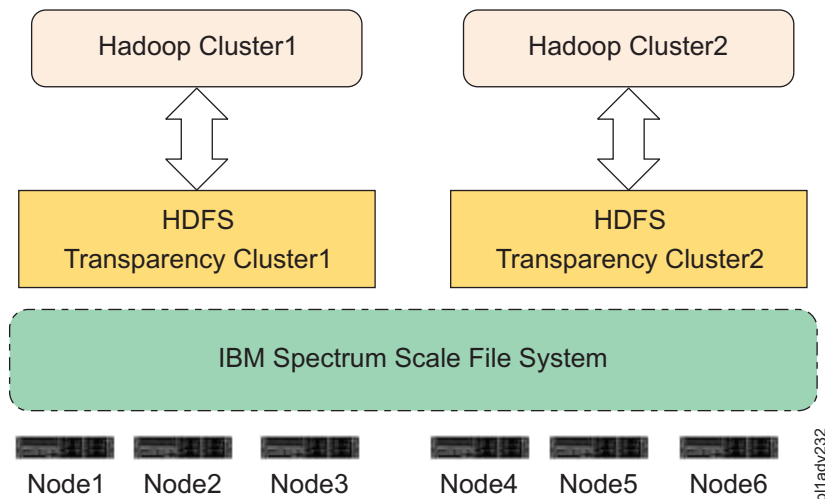 Hadoop Cluster1
Hadoop Cluster2
HDFS
Transparency Cluster1
HDFS
Transparency Cluster2
IBM Spectrum Scale File System
Node1
Node2
Node3
Node4
Node5
Node6